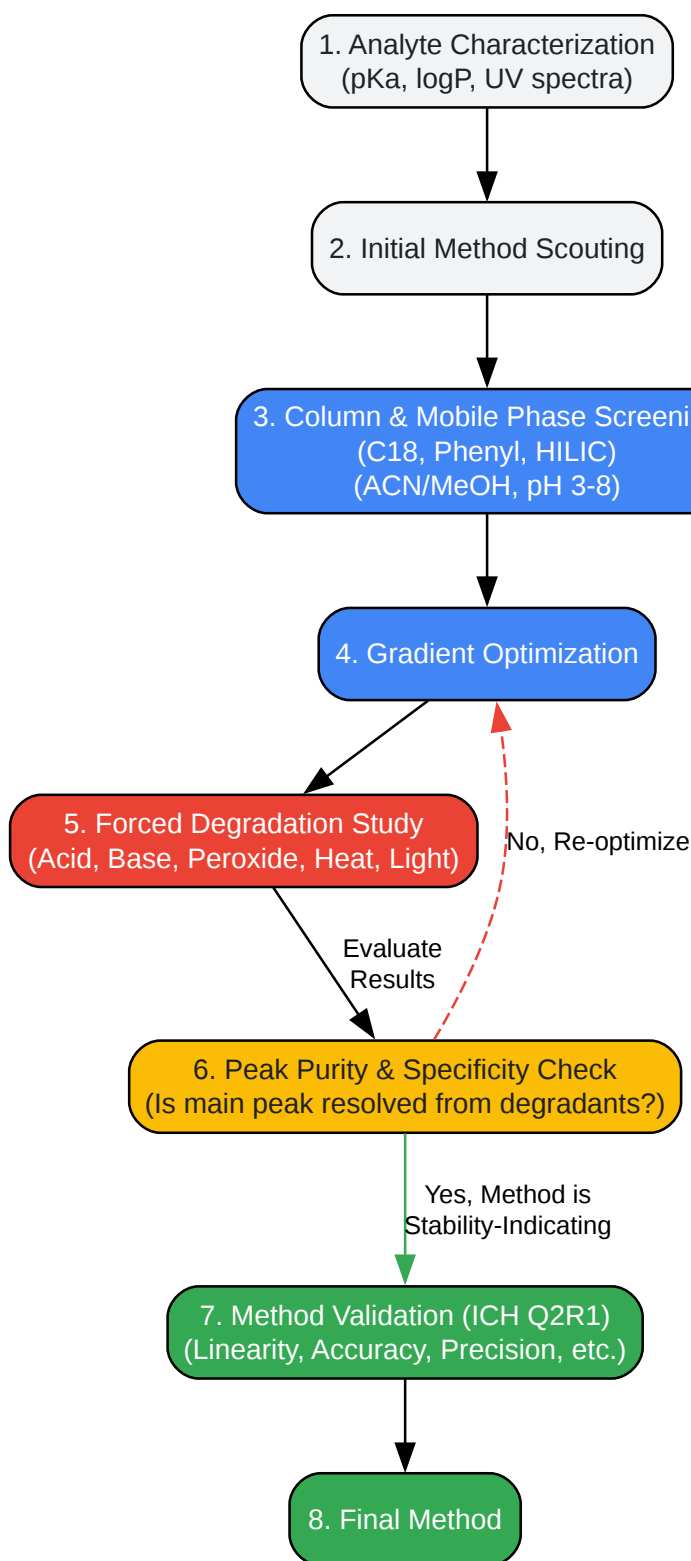 1. Analyte Characterization
(pKa, logP, UV spectra)
2. Initial Method Scouting
3. Column & Mobile Phase Screeni
(C18, Phenyl, HILIC)
(ACN/MeOH, pH 3-8)
4. Gradient Optimization
5. Forced Degradation Study
(Acid, Base, Peroxide, Heat, Light)
No, Re-optimize
Evaluate
Results
6. Peak Purity & Specificity Check
(Is main peak resolved from degradants?)
Yes, Method is
Stability-Indicating
7. Method Validation (ICH Q2R1)
(Linearity, Accuracy, Precision, etc.)
8. Final Method